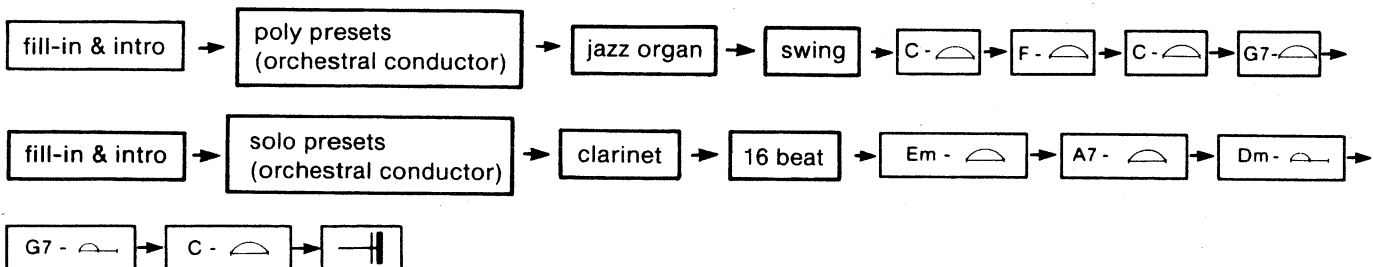 fill-in & intro
poly presets
(orchestral conductor)
jazz organ
swing
C -
F -
C -
G7-
fill-in & intro
solo presets
(orchestral conductor)
clarinet
16 beat
Em -
A7 -
Dm -
G7 -
C -